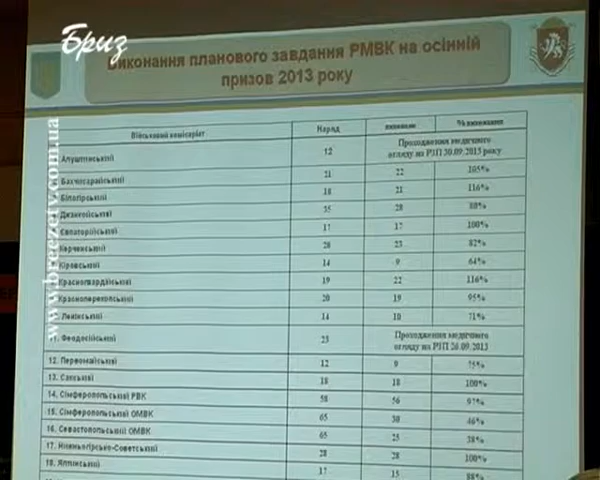 Бриз
www.breezetv.com.ua
Виконання планового завдання РМВК на осінній
призов 2013 року
Військовий комісаріат Наряд виконано % виконання
Алуштинський 12 Проходження медичного
огляду на РЗП 30.09.2013 року
Бахчисарайський 21 22 105%
Білогірський 18 21 116%
Джанкойський 35 28 80%
Євпаторійський 17 17 100%
Керченський 28 23 82%
Кіровський 14 9 64%
Красногвардійський 19 22 116%
Красноперекопський 20 19 95%
Ленінський 14 10 71%
11. Феодосійський 23 Проходження медичного
огляду на РЗП 26.09.2013
12. Первомайський 12 9 75%
13. Сакський 18 18 100%
14. Сімферопольський РВК 58 56 97%
15. Сімферопольський ОМВК 65 30 46%
16. Севастопольський ОМВК 65 25 38%
17. Нижньогірсько-Советський 28 28 100%
18. Ялтинський 17 15 88%